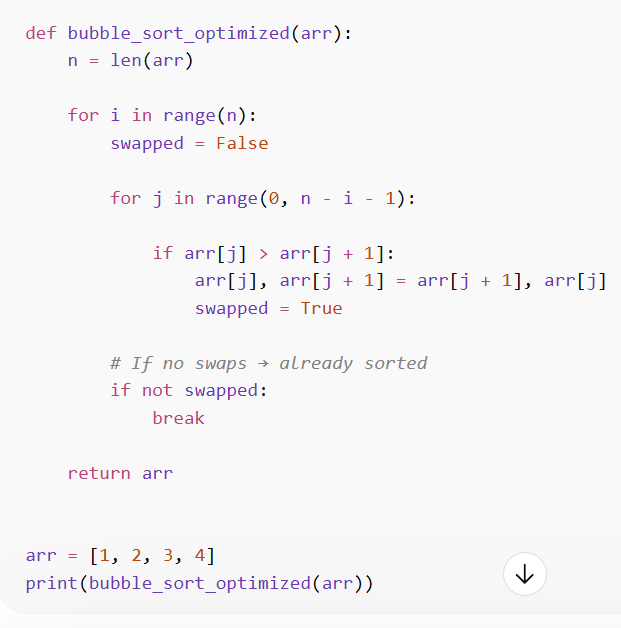 def bubble_sort_optimized(arr):
    n = len(arr)
    for i in range(n):
        swapped = False
        for j in range(0, n - i - 1):
            if arr[j] > arr[j + 1]:
                arr[j], arr[j + 1] = arr[j + 1], arr[j]
                swapped = True
        # If no swaps → already sorted
        if not swapped:
            break
    return arr
arr = [1, 2, 3, 4]
print(bubble_sort_optimized(arr))